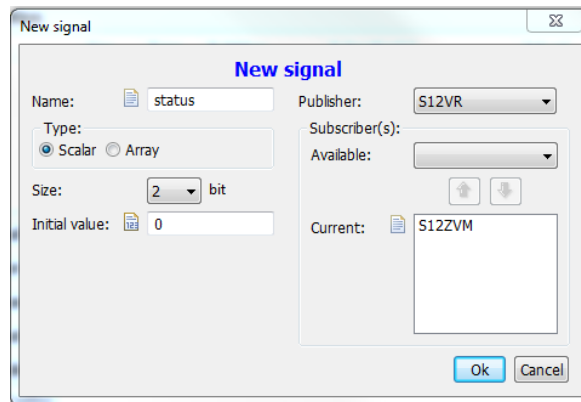 New signal
New signal
Name: status
Publisher: S12VR
Type:
Scalar Array
Subscriber(s):
Available:
Size: 2 bit
Initial value: 123 0
Current: S12ZVM
Ok Cancel